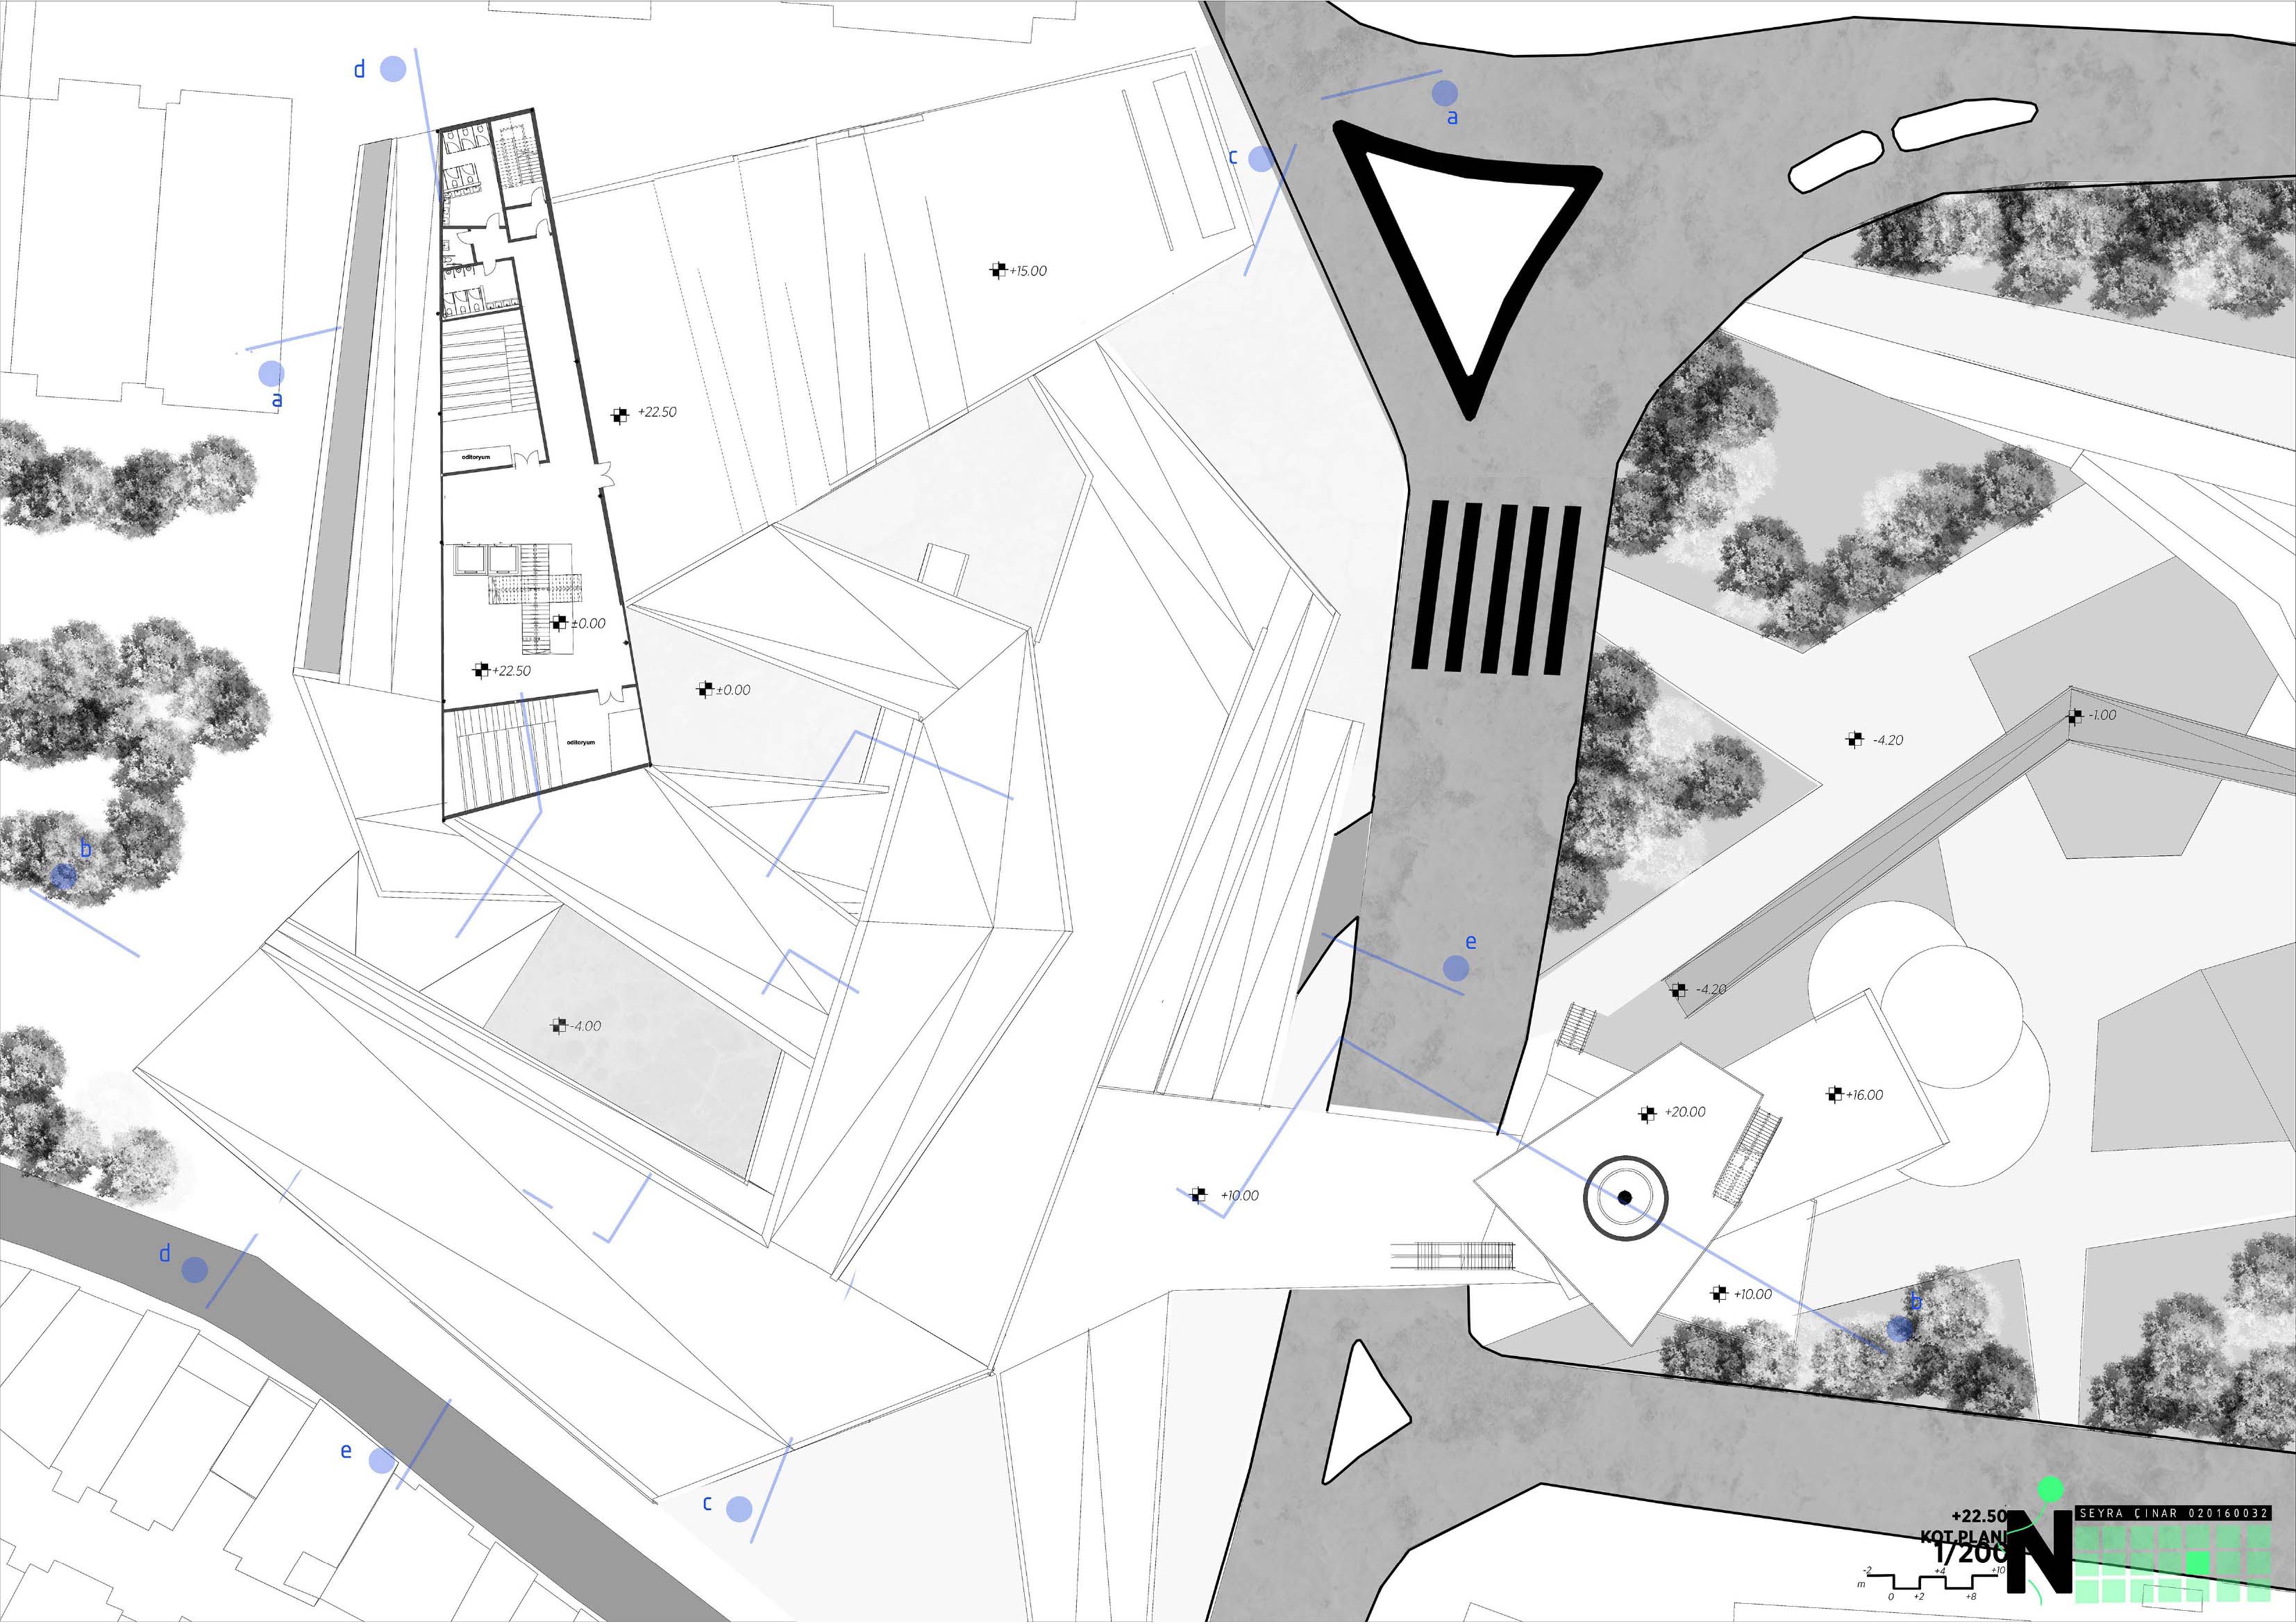 d
a
c
+15.00
a
+22.50
oditoryum
±0.00
+22.50
±0.00
-1.00
-4.20
oditoryum
b
e
-4.20
-4.00
+16.00
+20.00
+10.00
d
+10.00
b
e
c
+22.50
KOT PLANI
1/200
N
SEYRA ÇINAR 020160032
-2
+4
+10
m
0
+2
+8